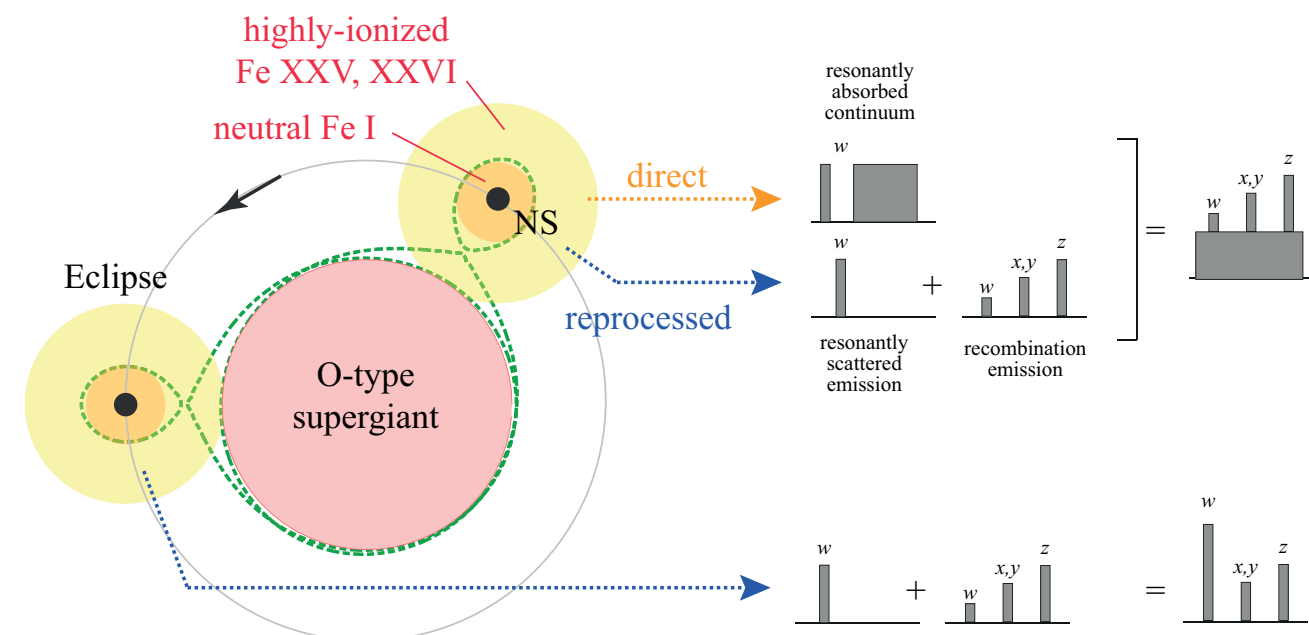 highly-ionized
Fe XXV, XXVI
neutral Fe I
NS
Eclipse
O-type
supergiant
direct
reprocessed
resonantly
absorbed
continuum
w
w
+
w
x,y
z
resonantly
scattered
emission
recombination
emission
=
w
x,y
z
w
+
w
x,y
z
=
w
x,y
z